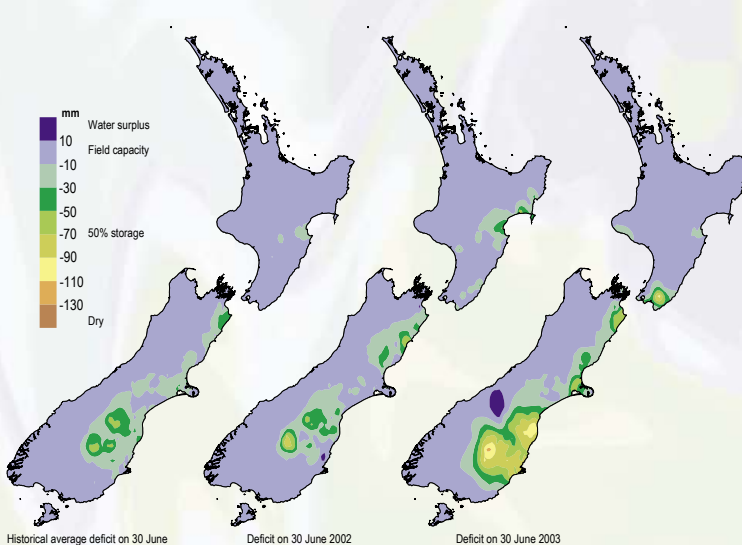 mm
10
-10
-30
-50
-70
-90
-110
-130
Water surplus
Field capacity
50% storage
Dry
Historical average deficit on 30 June
Deficit on 30 June 2002
Deficit on 30 June 2003